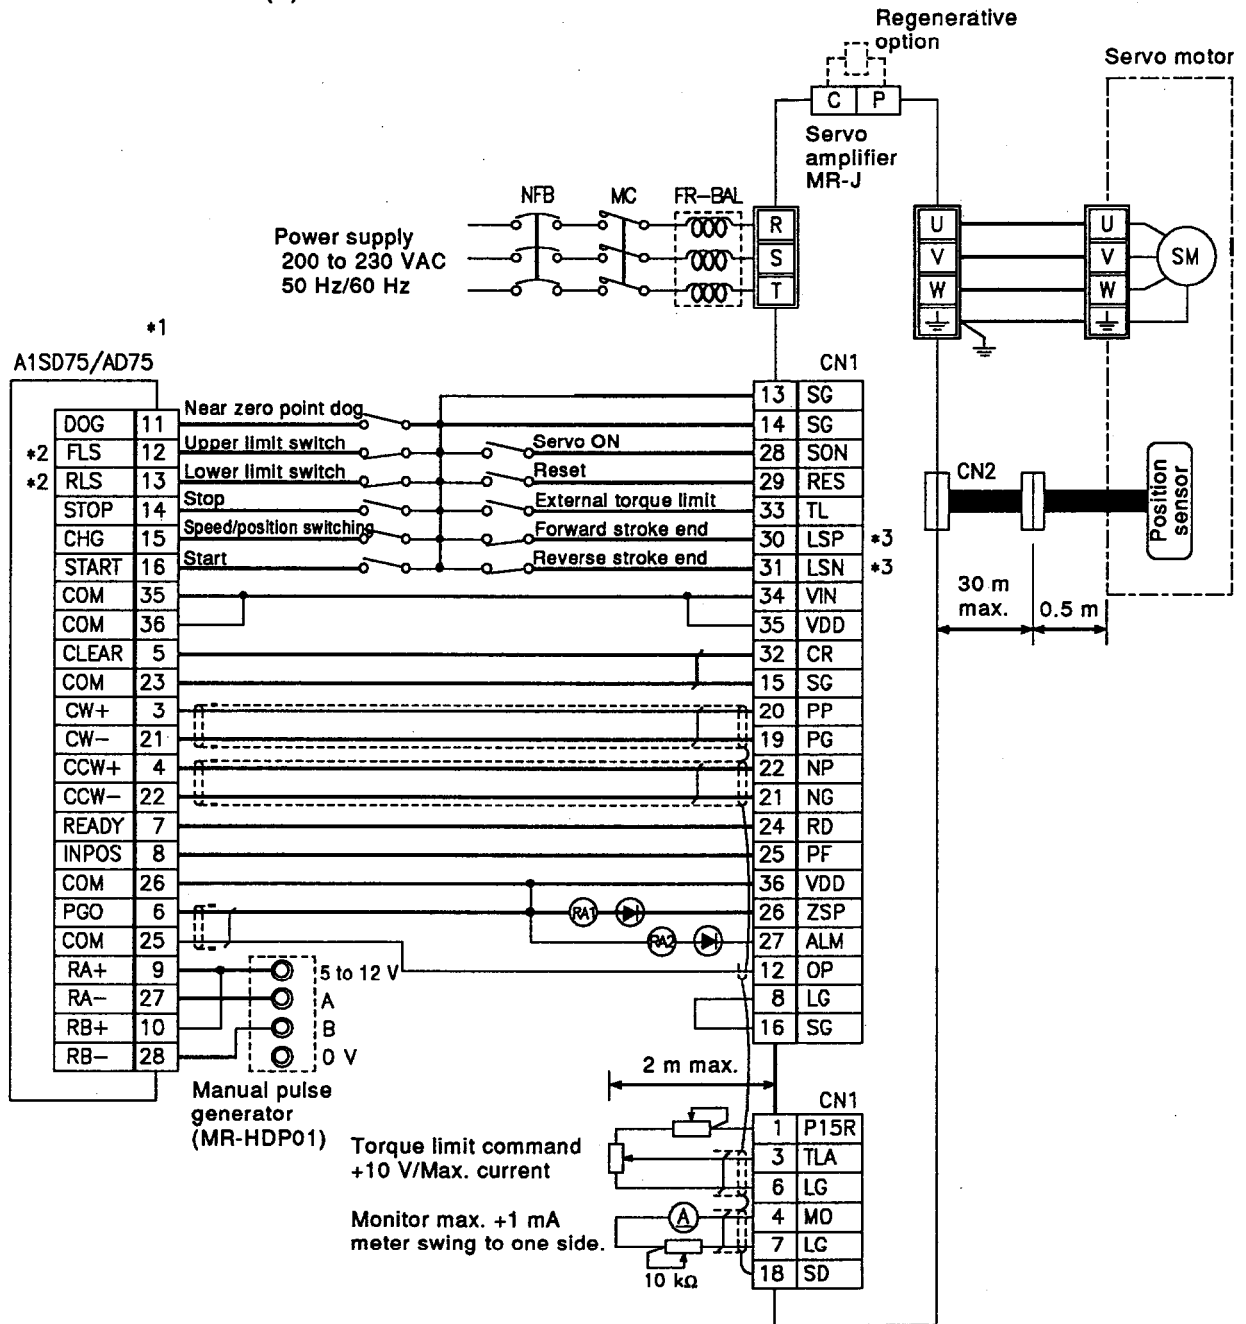 Regenerative
option
Servo motor
C P
Servo
amplifier
MR-J
NFB MC FR-BAL
Power supply
200 to 230 VAC
50 Hz/60 Hz
R
S
T
U
V
W
U
V
W
SM
*1
A1SD75/AD75
CN1
DOG 11 Near zero point dog 13 SG
14 SG
*2 FLS 12 Upper limit switch Servo ON 28 SON
*2 RLS 13 Lower limit switch Reset 29 RES
STOP 14 Stop External torque limit 33 TL
CHG 15 Speed/position switching Forward stroke end 30 LSP *3
START 16 Start Reverse stroke end 31 LSN *3
COM 35 34 VIN
COM 36 35 VDD
CLEAR 5 32 CR
COM 23 15 SG
CW+ 3 20 PP
CW- 21 19 PG
CCW+ 4 22 NP
CCW- 22 21 NG
READY 7 24 RD
INPOS 8 25 PF
COM 26 36 VDD
PGO 6 RA1 26 ZSP
COM 25 RA2 27 ALM
RA+ 9 5 to 12 V 12 OP
RA- 27 A 8 LG
RB+ 10 B 16 SG
RB- 28 0 V
CN2
Position
sensor
30 m
max.
0.5 m
Manual pulse
generator
(MR-HDP01)
2 m max.
CN1
Torque limit command
+10 V/Max. current
1 P15R
3 TLA
6 LG
Monitor max. +1 mA
meter swing to one side.
A
10 kΩ
4 MO
7 LG
18 SD